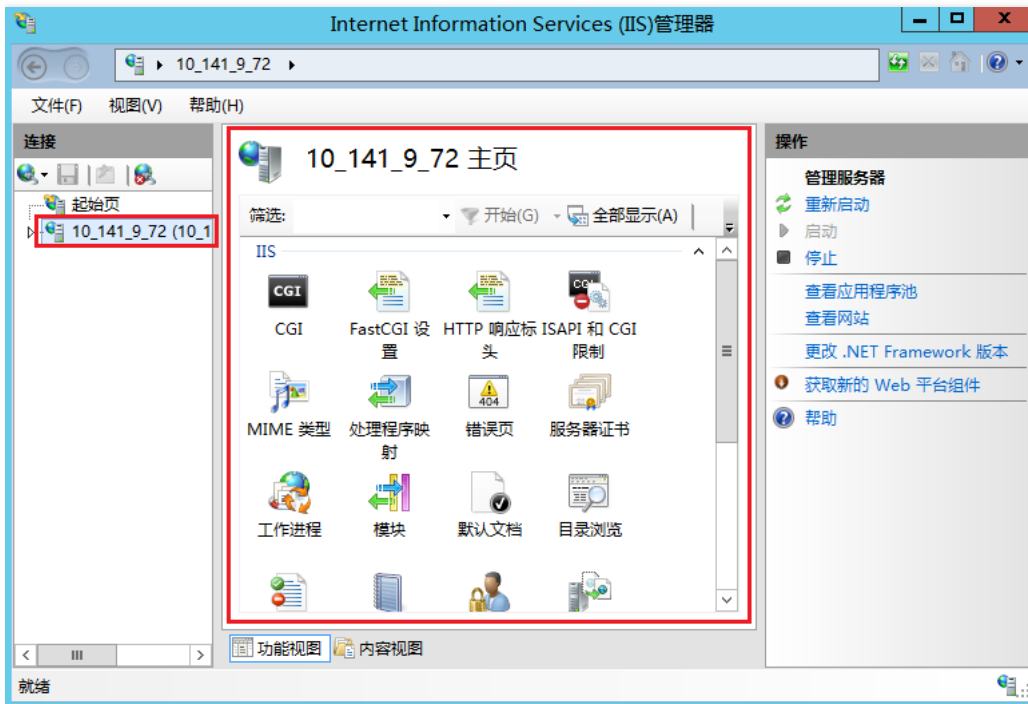 Internet Information Services (IIS)管理器
10_141_9_72
文件(F) 视图(V) 帮助(H)
连接
起始页
10_141_9_72 (10_1
10_141_9_72 主页
筛选: 开始(G) 全部显示(A)
IIS
CGI
CGI
FastCGI 设
置
HTTP 响应标
头
CGI
ISAPI 和 CGI
限制
MIME 类型
处理程序映
射
404
错误页
服务器证书
工作进程
模块
默认文档
目录浏览
功能视图 内容视图
操作
管理服务器
重新启动
启动
停止
查看应用程序池
查看网站
更改 .NET Framework 版本
获取新的 Web 平台组件
帮助
就绪